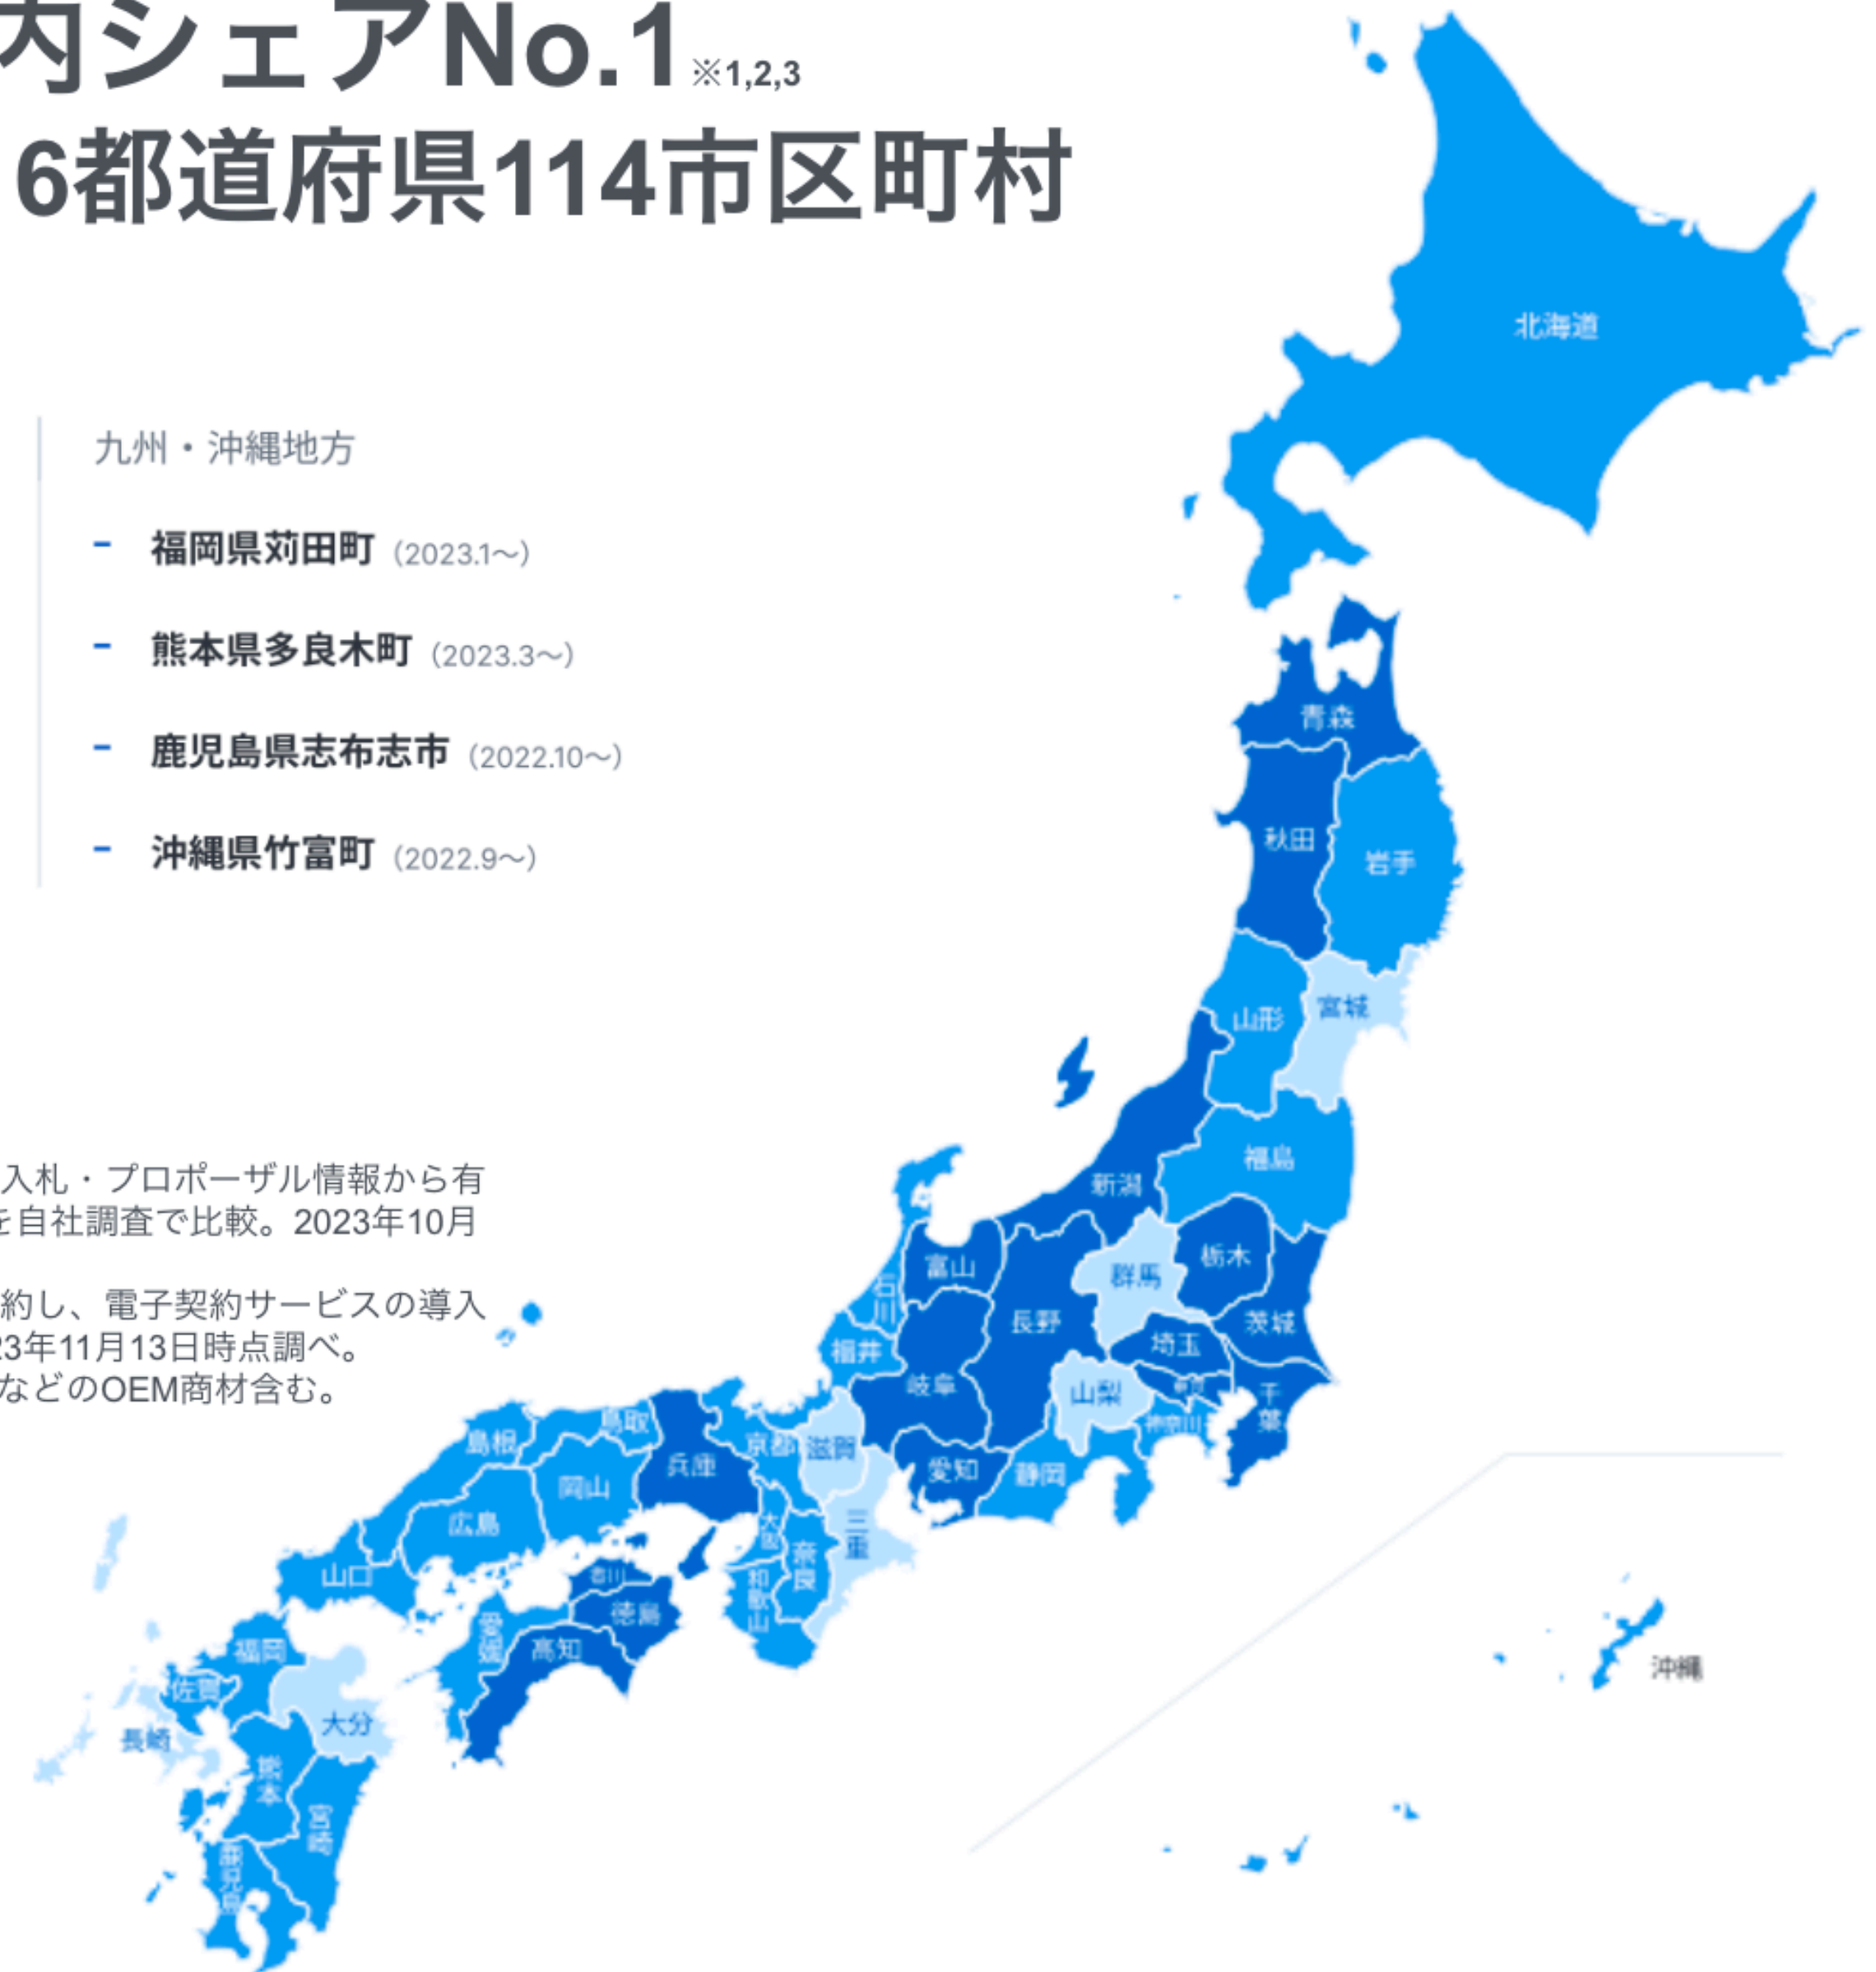 内シェアNo.1※1,2,3
6都道府県114市区町村
九州・沖縄地方
- 福岡県苅田町（2023.1〜）
- 熊本県多良木町（2023.3〜）
- 鹿児島県志布志市（2022.10〜）
- 沖縄県竹富町（2022.9〜）
入札・プロポーザル情報から有
を自社調査で比較。2023年10月
約し、電子契約サービスの導入
23年11月13日時点調べ。
などのOEM商材含む。
北海道
青森
秋田
岩手
山形
宮城
福島
新潟
富山
石川
福井
長野
群馬
栃木
茨城
埼玉
東京
千葉
神奈川
山梨
岐阜
愛知
静岡
島根
鳥取
兵庫
京都
滋賀
岡山
広島
山口
大阪
奈良
三重
和歌山
香川
徳島
愛媛
高知
福岡
佐賀
長崎
大分
熊本
宮崎
鹿児島
沖縄